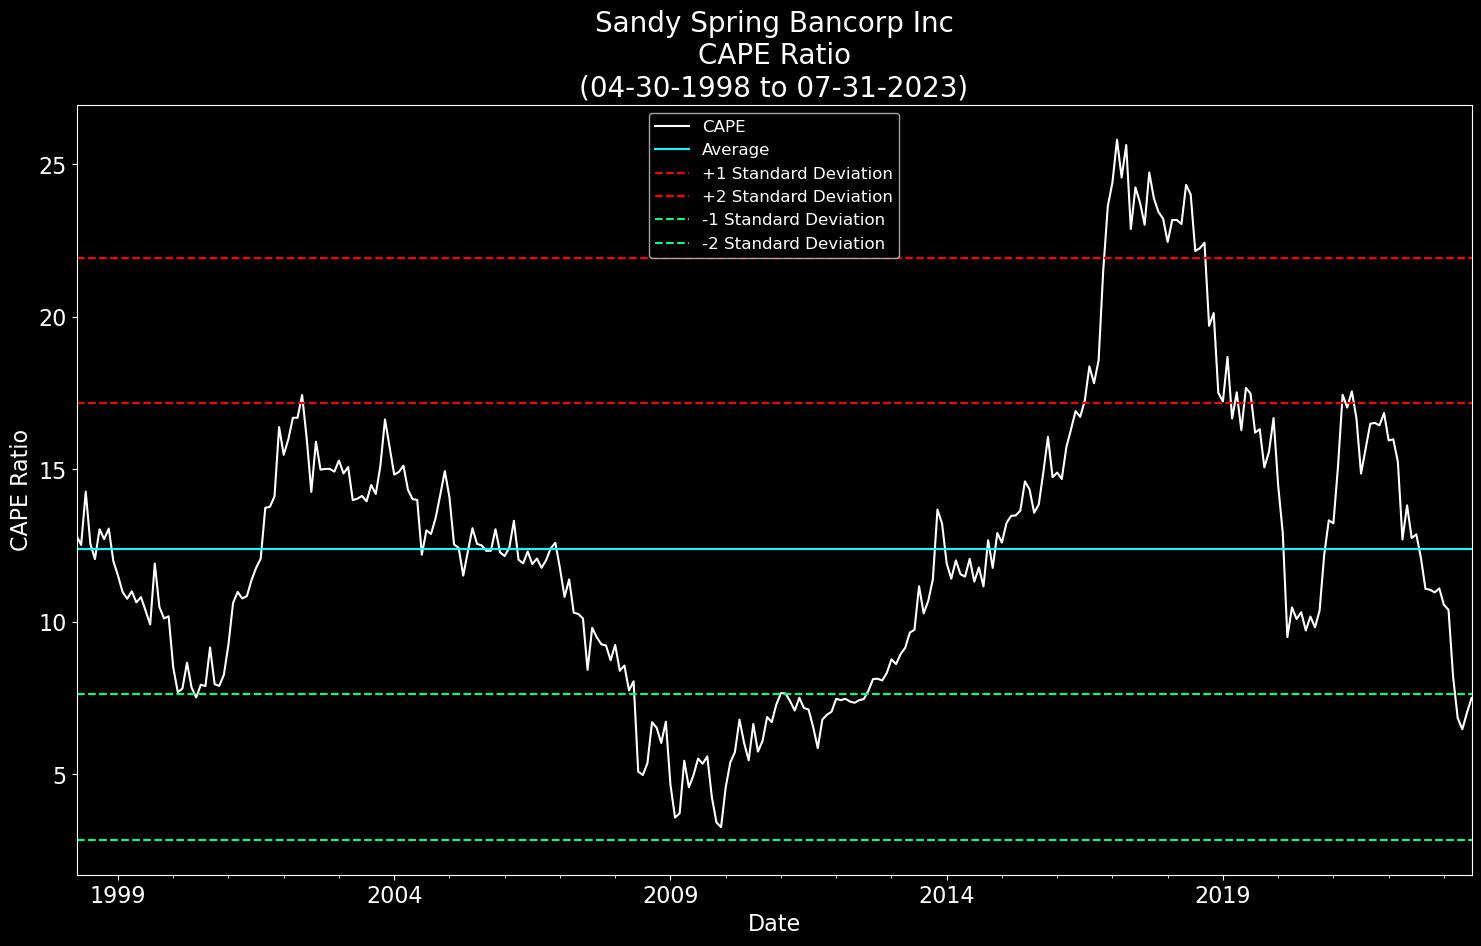 Sandy Spring Bancorp Inc
CAPE Ratio
(04-30-1998 to 07-31-2023)
CAPE
Average
+1 Standard Deviation
+2 Standard Deviation
-1 Standard Deviation
-2 Standard Deviation
CAPE Ratio
25
20
15
10
5
1999
2004
2009
2014
2019
Date